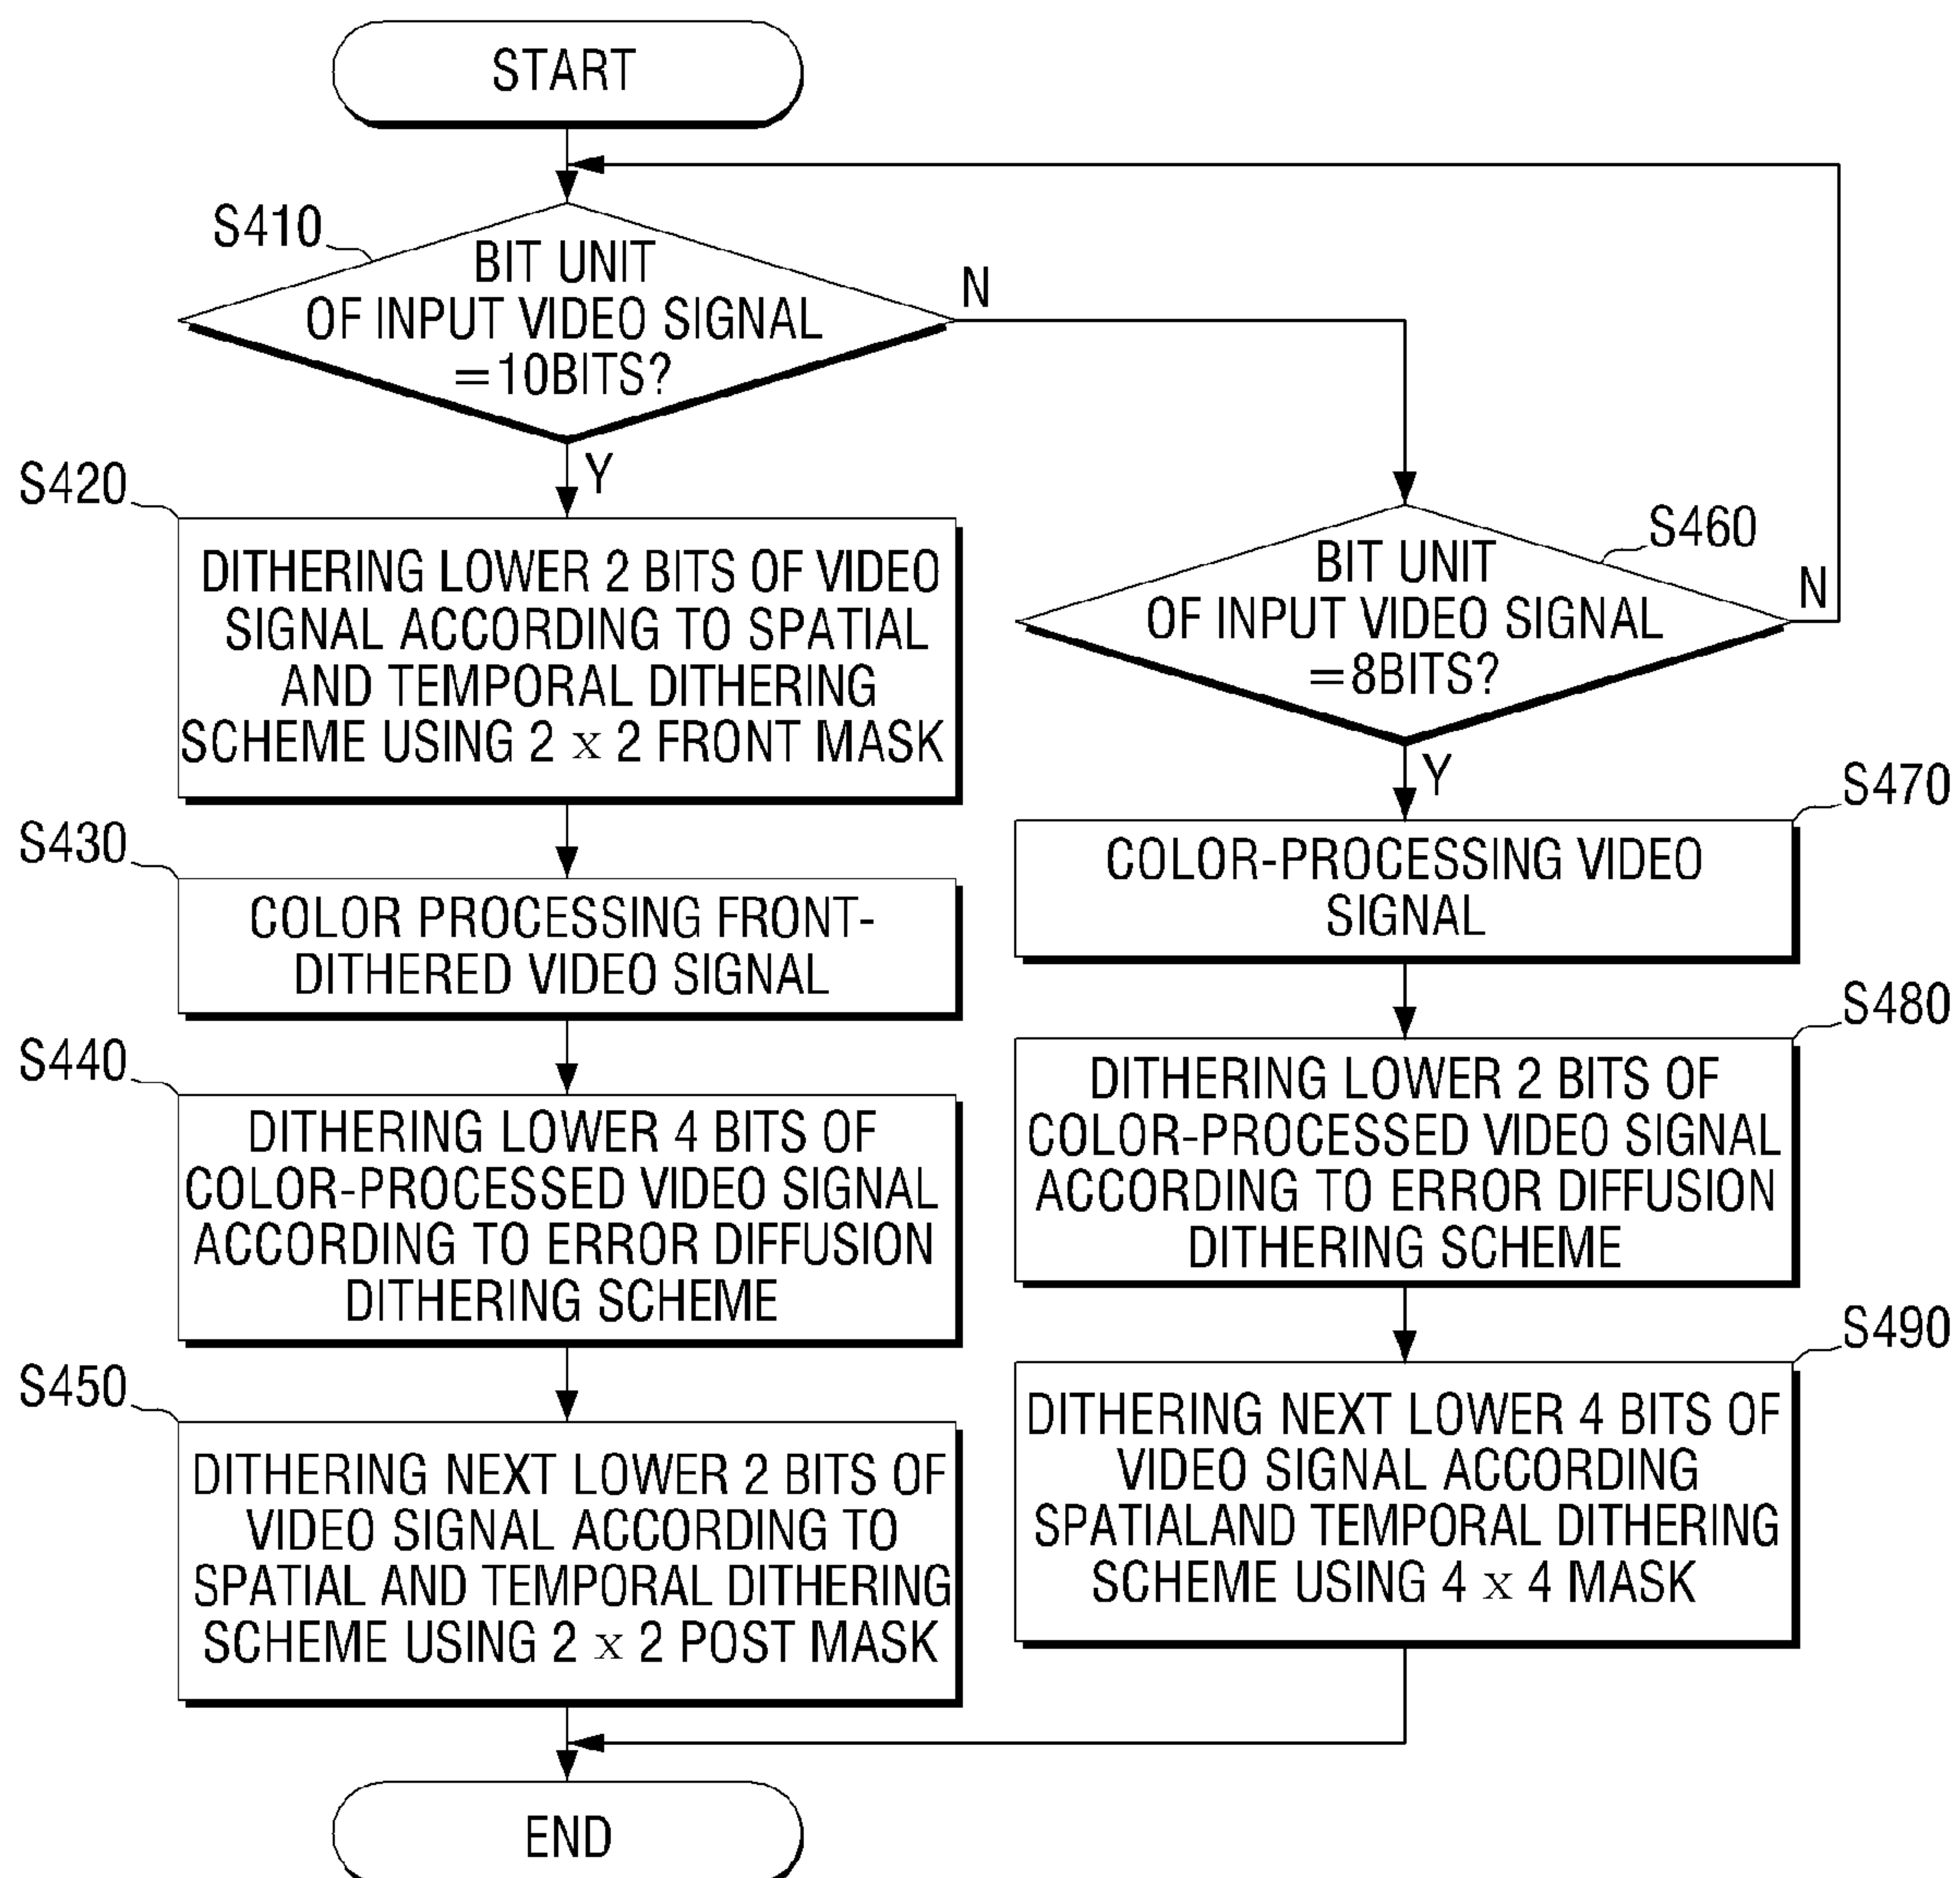 START
S410
BIT UNIT
OF INPUT VIDEO SIGNAL
=10BITS?
N
Y
S420
DITHERING LOWER 2 BITS OF VIDEO
SIGNAL ACCORDING TO SPATIAL
AND TEMPORAL DITHERING
SCHEME USING 2 x 2 FRONT MASK
S430
COLOR PROCESSING FRONT-
DITHERED VIDEO SIGNAL
S440
DITHERING LOWER 4 BITS OF
COLOR-PROCESSED VIDEO SIGNAL
ACCORDING TO ERROR DIFFUSION
DITHERING SCHEME
S450
DITHERING NEXT LOWER 2 BITS OF
VIDEO SIGNAL ACCORDING TO
SPATIAL AND TEMPORAL DITHERING
SCHEME USING 2 x 2 POST MASK
S460
BIT UNIT
OF INPUT VIDEO SIGNAL
=8BITS?
N
Y
S470
COLOR-PROCESSING VIDEO
SIGNAL
S480
DITHERING LOWER 2 BITS OF
COLOR-PROCESSED VIDEO SIGNAL
ACCORDING TO ERROR DIFFUSION
DITHERING SCHEME
S490
DITHERING NEXT LOWER 4 BITS OF
VIDEO SIGNAL ACCORDING
SPATIALAND TEMPORAL DITHERING
SCHEME USING 4 x 4 MASK
END